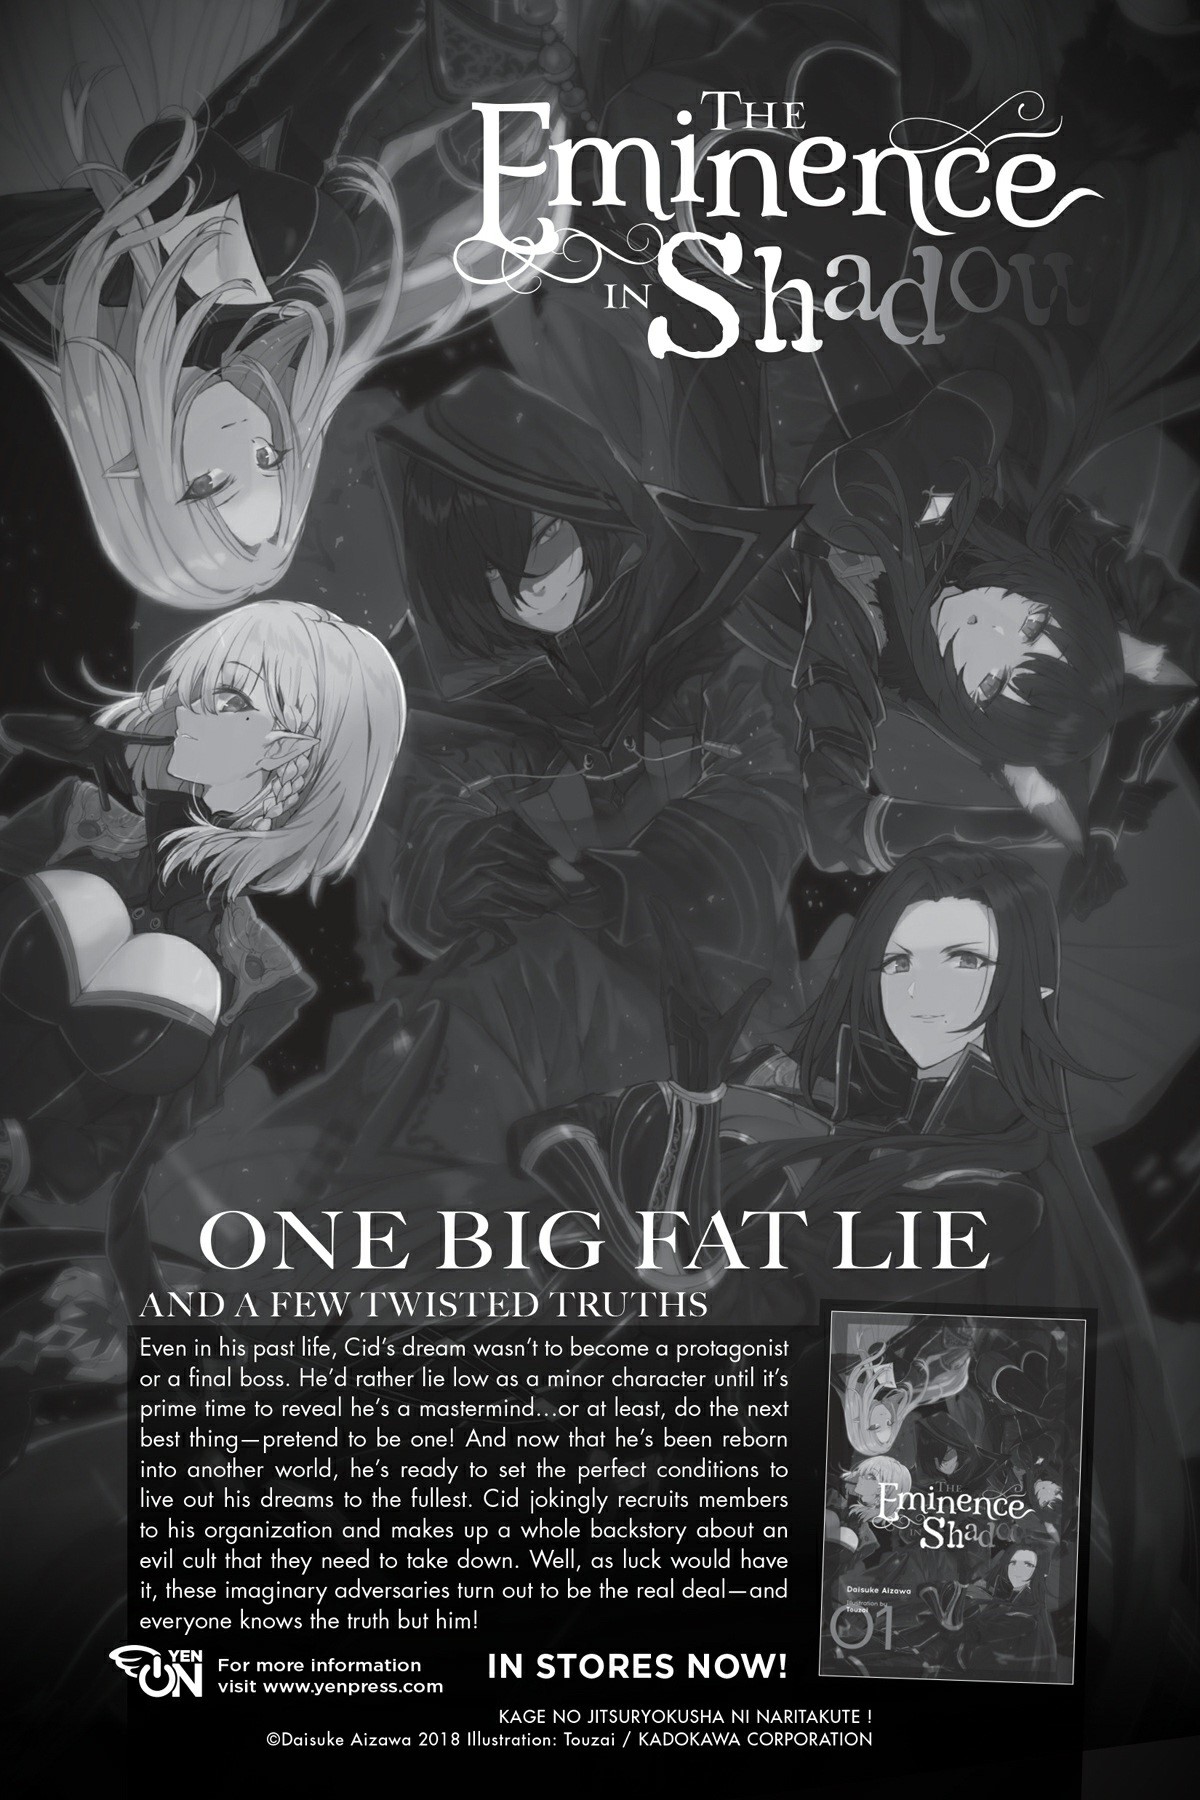 THE
Eminence
IN Shadow
ONE BIG FAT LIE
AND A FEW TWISTED TRUTHS
Even in his past life, Cid's dream wasn't to become a protagonist
or a final boss. He'd rather lie low as a minor character until it's
prime time to reveal he's a mastermind...or at least, do the next
best thing—pretend to be one! And now that he's been reborn
into another world, he's ready to set the perfect conditions to
live out his dreams to the fullest. Cid jokingly recruits members
to his organization and makes up a whole backstory about an
evil cult that they need to take down. Well, as luck would have
it, these imaginary adversaries turn out to be the real deal—and
everyone knows the truth but him!
THE
Eminence
IN Shadow
Daisuke Aizawa
Illustration by
Touzai
01
YEN
ON
For more information
visit www.yenpress.com
IN STORES NOW!
KAGE NO JITSURYOKUSHA NI NARITAKUTE !
©Daisuke Aizawa 2018 Illustration: Touzai / KADOKAWA CORPORATION